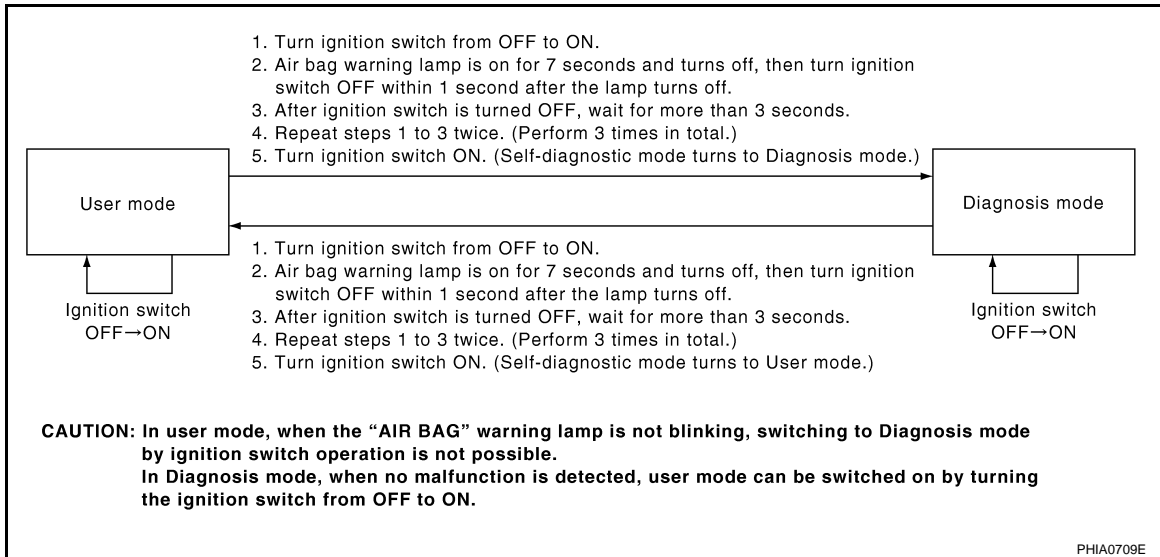 1. Turn ignition switch from OFF to ON.
2. Air bag warning lamp is on for 7 seconds and turns off, then turn ignition
switch OFF within 1 second after the lamp turns off.
3. After ignition switch is turned OFF, wait for more than 3 seconds.
4. Repeat steps 1 to 3 twice. (Perform 3 times in total.)
5. Turn ignition switch ON. (Self-diagnostic mode turns to Diagnosis mode.)
User mode
Diagnosis mode
1. Turn ignition switch from OFF to ON.
2. Air bag warning lamp is on for 7 seconds and turns off, then turn ignition
switch OFF within 1 second after the lamp turns off.
3. After ignition switch is turned OFF, wait for more than 3 seconds.
4. Repeat steps 1 to 3 twice. (Perform 3 times in total.)
5. Turn ignition switch ON. (Self-diagnostic mode turns to User mode.)
Ignition switch
OFF→ON
Ignition switch
OFF→ON
CAUTION: In user mode, when the “AIR BAG” warning lamp is not blinking, switching to Diagnosis mode
by ignition switch operation is not possible.
In Diagnosis mode, when no malfunction is detected, user mode can be switched on by turning
the ignition switch from OFF to ON.
PHIA0709E